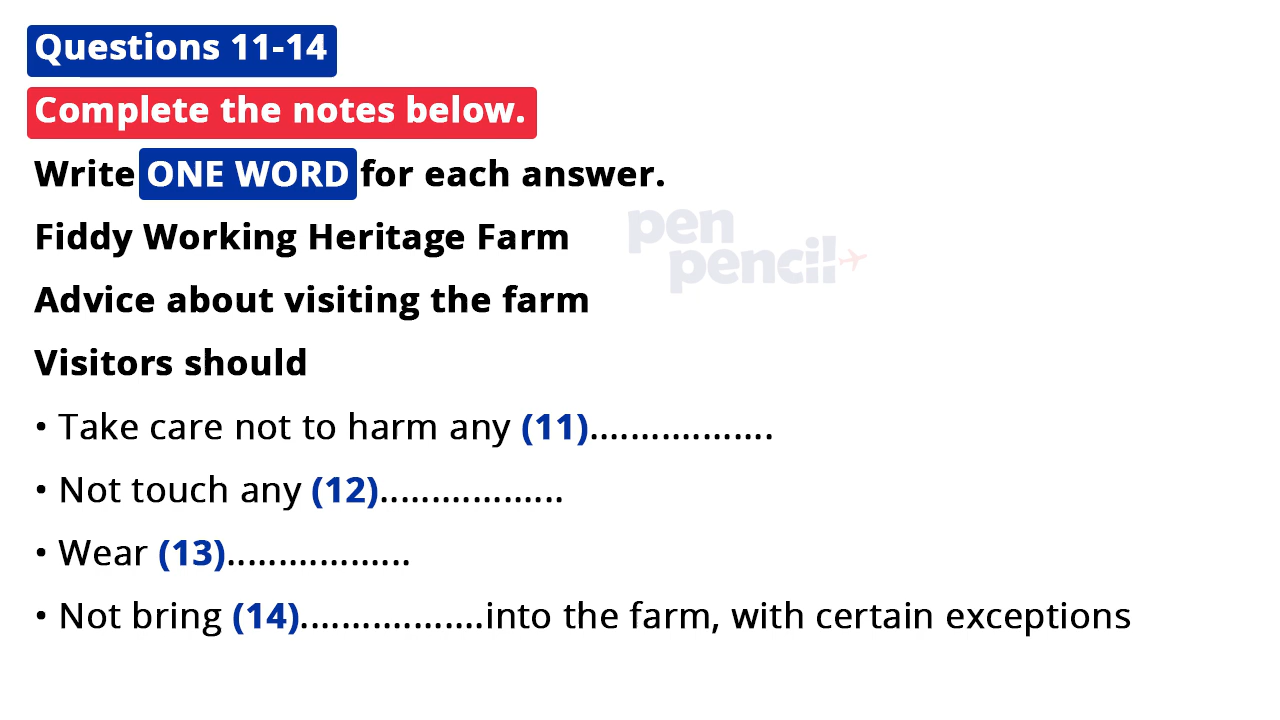 Questions 11-14
Complete the notes below.
Write ONE WORD for each answer.
Fiddy Working Heritage Farm
pen
pencil
Advice about visiting the farm
Visitors should
• Take care not to harm any (11)..................
• Not touch any (12)..................
• Wear (13)..................
• Not bring (14)..................into the farm, with certain exceptions